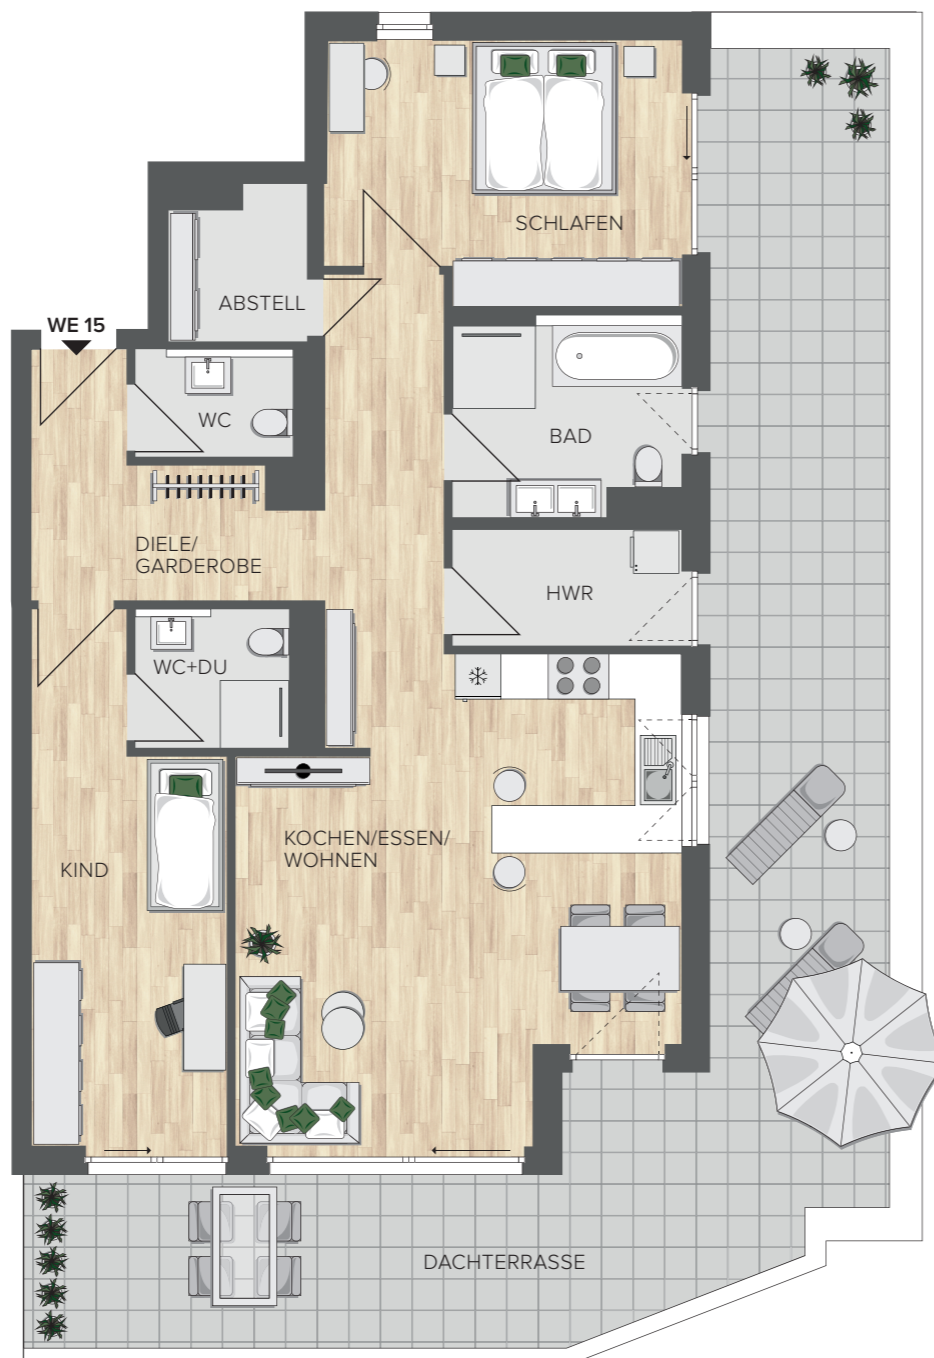 SCHLAFEN
ABSTELL
WE 15
WC
BAD
DIELE/
GARDEROBE
HWR
WC+DU
KOCHEN/ESSEN/
WOHNEN
KIND
DACHTERRASSE